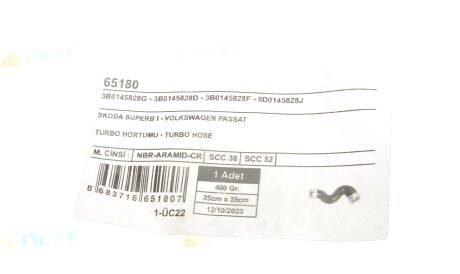 65180
3B0145828G - 3B0145828D - 3B0145828F - 8D0145828J
SKODA SUPERB I - VOLKSWAGEN PASSAT
TURBO HORTUMU - TURBO HOSE
M. CİNSİ : NBR-ARAMID-CR SCC 38 SCC 52
1 Adet
400 Gr.
25cm x 35cm
12/10/2023
8 683716 651807
1-ÜC22